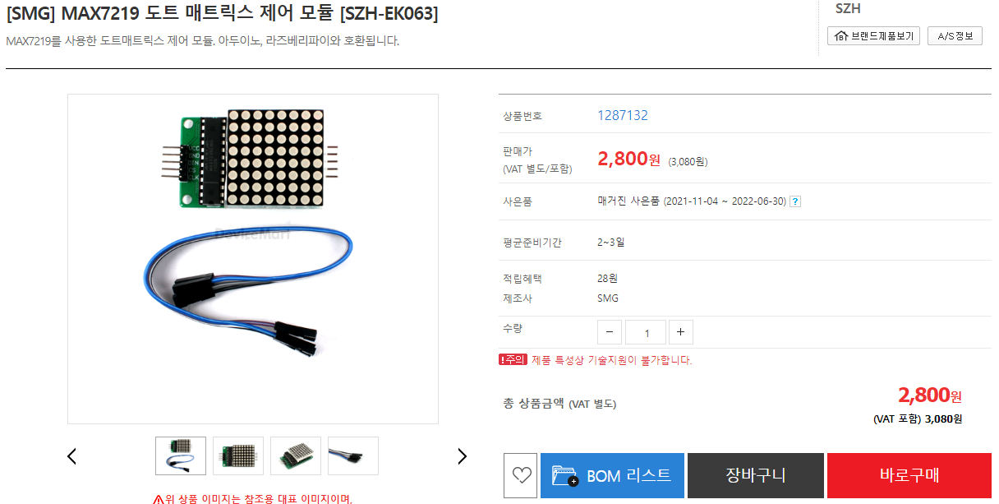 [SMG] MAX7219 도트 매트릭스 제어 모듈 [SZH-EK063]
MAX7219를 사용한 도트매트릭스 제어 모듈. 아두이노, 라즈베리파이와 호환됩니다.
SZH
브랜드제품보기
A/S정보
DeviceMart
상품번호 1287132
판매가 2,800원 (3,080원)
(VAT 별도/포함)
사은품 매거진 사은품 (2021-11-04 ~ 2022-06-30) ?
평균준비기간 2~3일
적립혜택 28원
제조사 SMG
수량 − 1 +
!주의 제품 특성상 기술지원이 불가합니다.
총 상품금액 (VAT 별도) 2,800원
(VAT 포함) 3,080원
BOM 리스트
장바구니
바로구매
위 상품 이미지는 참조용 대표 이미지이며,